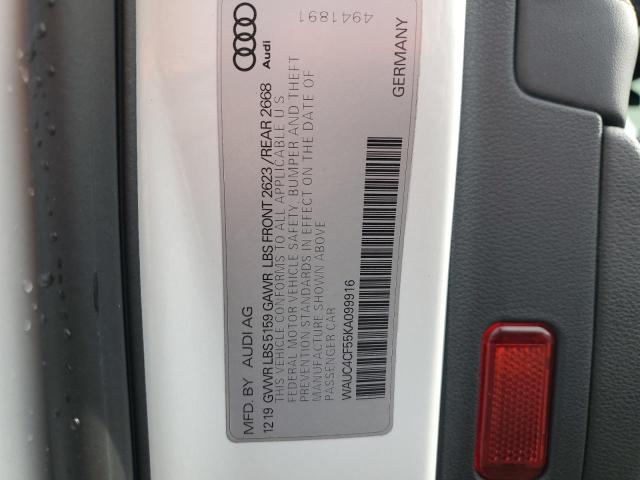 MFD. BY AUDI AG
Audi
12 19 GVWR LBS 5159 GAWR LBS FRONT 2623 / REAR 2668
THIS VEHICLE CONFORMS TO ALL APPLICABLE U S
FEDERAL MOTOR VEHICLE SAFETY, BUMPER AND THEFT
PREVENTION STANDARDS IN EFFECT ON THE DATE OF
MANUFACTURE SHOWN ABOVE
PASSENGER CAR
WAUC4CF55KA099916
GERMANY
4941891